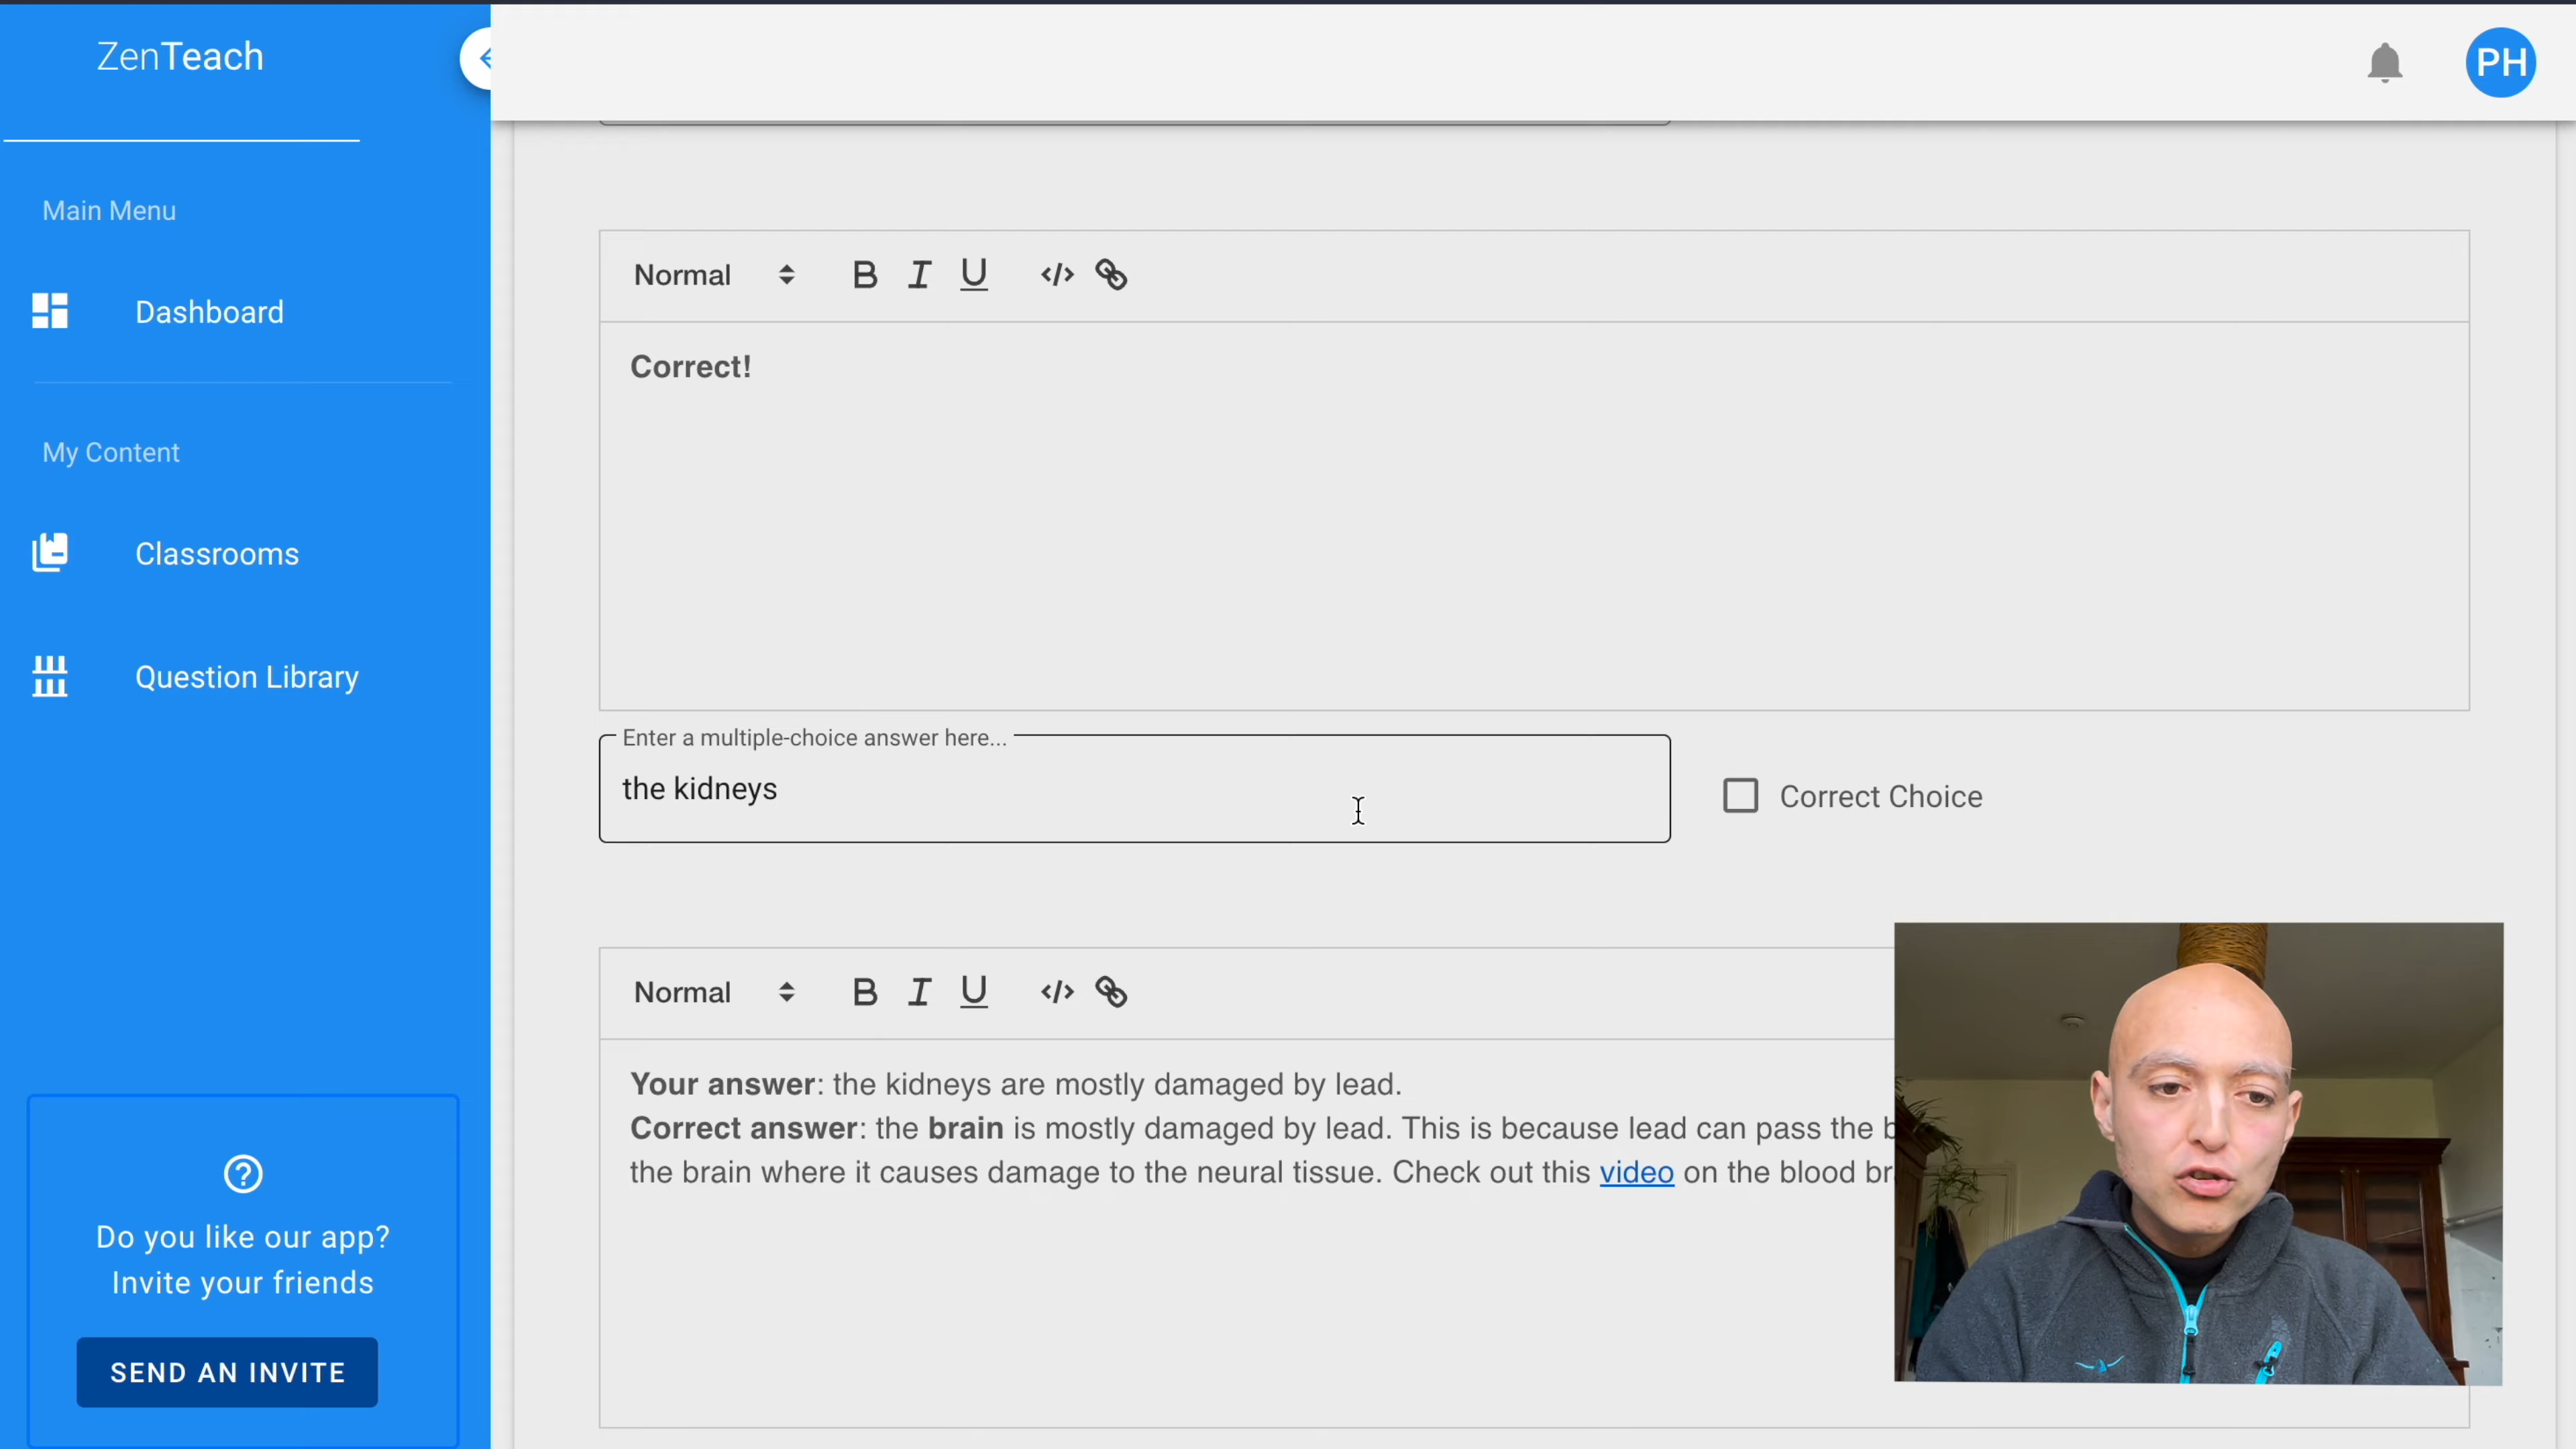 ZenTeach
PH
Main Menu
Dashboard
My Content
Classrooms
Question Library
Do you like our app?
Invite your friends
SEND AN INVITE
Normal B I U </>
Correct!
Enter a multiple-choice answer here...
the kidneys
Correct Choice
Normal B I U </>
Your answer: the kidneys are mostly damaged by lead.
Correct answer: the brain is mostly damaged by lead. This is because lead can pass the
the brain where it causes damage to the neural tissue. Check out this video on the blood